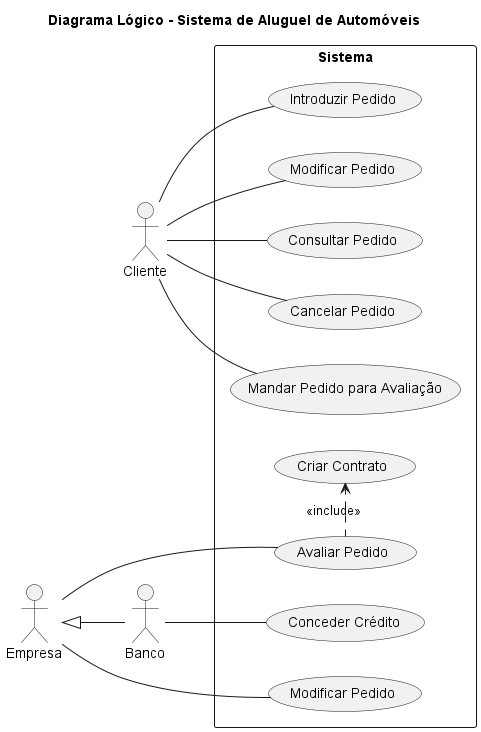 Diagrama Lógico - Sistema de Aluguel de Automóveis
Sistema
Introduzir Pedido
Modificar Pedido
Consultar Pedido
Cliente
Cancelar Pedido
Mandar Pedido para Avaliação
Criar Contrato
«include»
Avaliar Pedido
Conceder Crédito
Empresa
Banco
Modificar Pedido